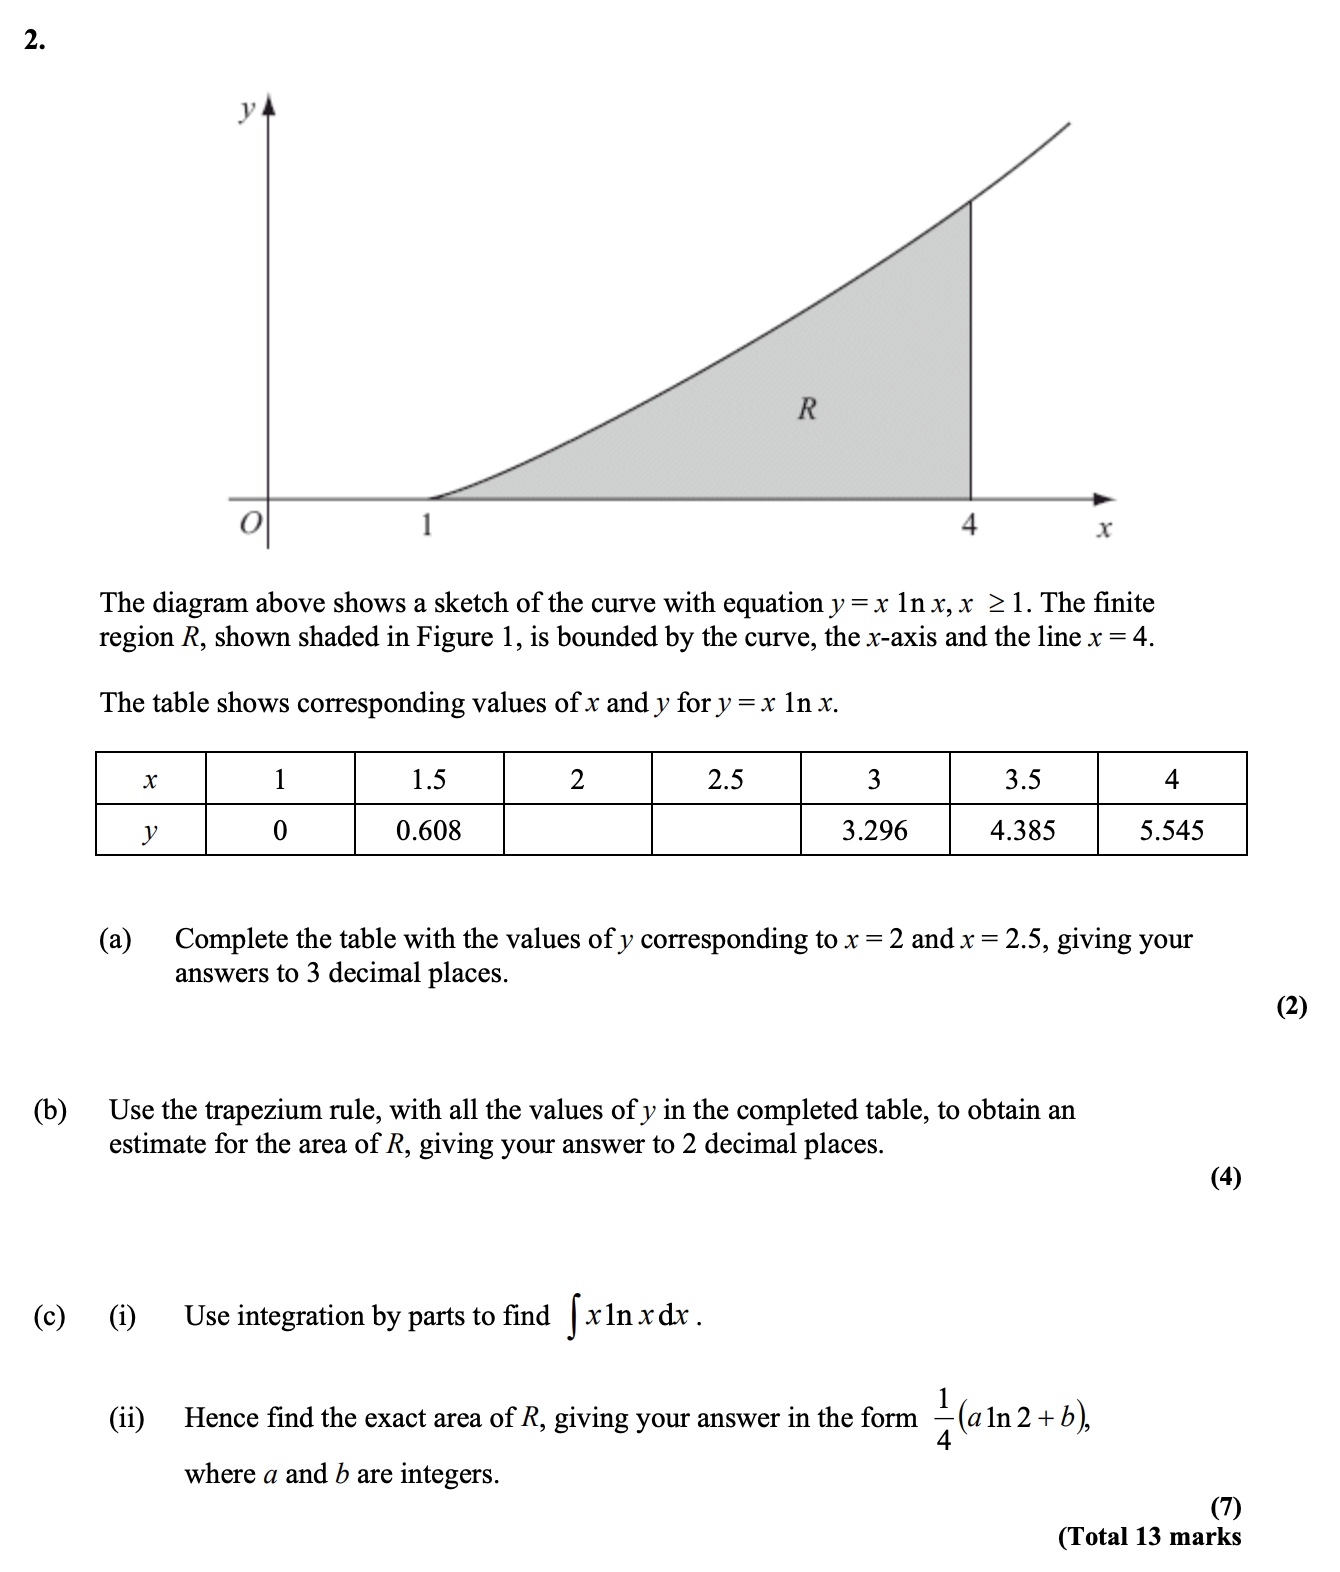 2.
y
R
O
1
4
x
The diagram above shows a sketch of the curve with equation y = x ln x, x ≥ 1. The finite
region R, shown shaded in Figure 1, is bounded by the curve, the x-axis and the line x = 4.
The table shows corresponding values of x and y for y = x ln x.
x 1 1.5 2 2.5 3 3.5 4
y 0 0.608 3.296 4.385 5.545
(a) Complete the table with the values of y corresponding to x = 2 and x = 2.5, giving your
answers to 3 decimal places.
(2)
(b) Use the trapezium rule, with all the values of y in the completed table, to obtain an
estimate for the area of R, giving your answer to 2 decimal places.
(4)
(c) (i) Use integration by parts to find ∫ x ln x dx .
(ii) Hence find the exact area of R, giving your answer in the form 1/4 (a ln 2 + b),
where a and b are integers.
(7)
(Total 13 marks